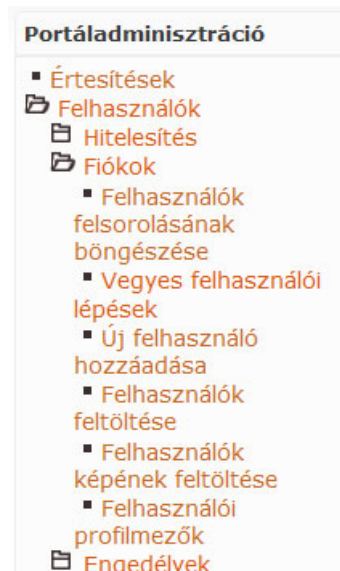 Portáladminisztráció
Értesítések
Felhasználók
Hitelesítés
Fiókok
Felhasználók
felsorolásának
böngészése
Vegyes felhasználói
lépések
Új felhasználó
hozzáadása
Felhasználók
feltöltése
Felhasználók
képének feltöltése
Felhasználói
profilmezők
Engedélyek